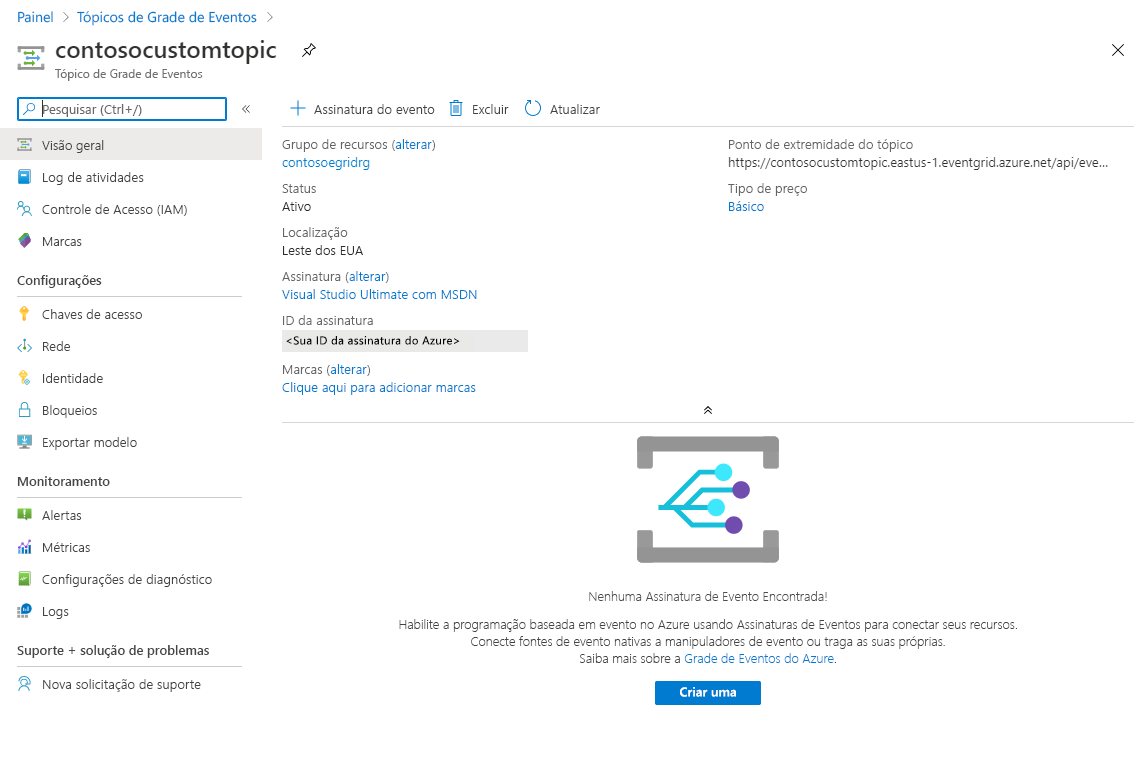 Painel > Tópicos de Grade de Eventos >
contosocustomtopic
Tópico de Grade de Eventos
Pesquisar (Ctrl+/)
«
Visão geral
Log de atividades
Controle de Acesso (IAM)
Marcas
Configurações
Chaves de acesso
Rede
Identidade
Bloqueios
Exportar modelo
Monitoramento
Alertas
Métricas
Configurações de diagnóstico
Logs
Suporte + solução de problemas
Nova solicitação de suporte
Assinatura do evento
Excluir
Atualizar
Grupo de recursos (alterar)
contosoegridrg
Status
Ativo
Localização
Leste dos EUA
Assinatura (alterar)
Visual Studio Ultimate com MSDN
ID da assinatura
<Sua ID da assinatura do Azure>
Marcas (alterar)
Clique aqui para adicionar marcas
Ponto de extremidade do tópico
https://contosocustomtopic.eastus-1.eventgrid.azure.net/api/eve...
Tipo de preço
Básico
Nenhuma Assinatura de Evento Encontrada!
Habilite a programação baseada em evento no Azure usando Assinaturas de Eventos para conectar seus recursos.
Conecte fontes de evento nativas a manipuladores de evento ou traga as suas próprias.
Saiba mais sobre a Grade de Eventos do Azure.
Criar uma